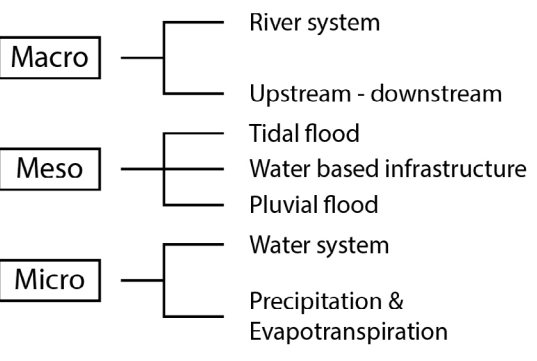 Macro
River system
Upstream - downstream
Meso
Tidal flood
Water based infrastructure
Pluvial flood
Micro
Water system
Precipitation &
Evapotranspiration